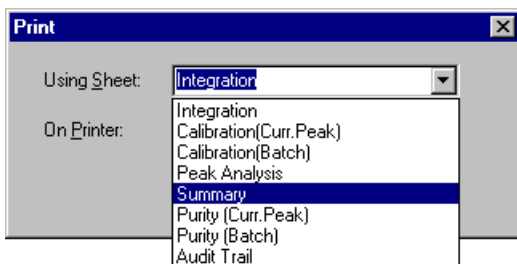 Print
Using Sheet: Integration
Integration
On Printer:
Calibration(Curr.Peak)
Calibration(Batch)
Peak Analysis
Summary
Purity (Curr.Peak)
Purity (Batch)
Audit Trail